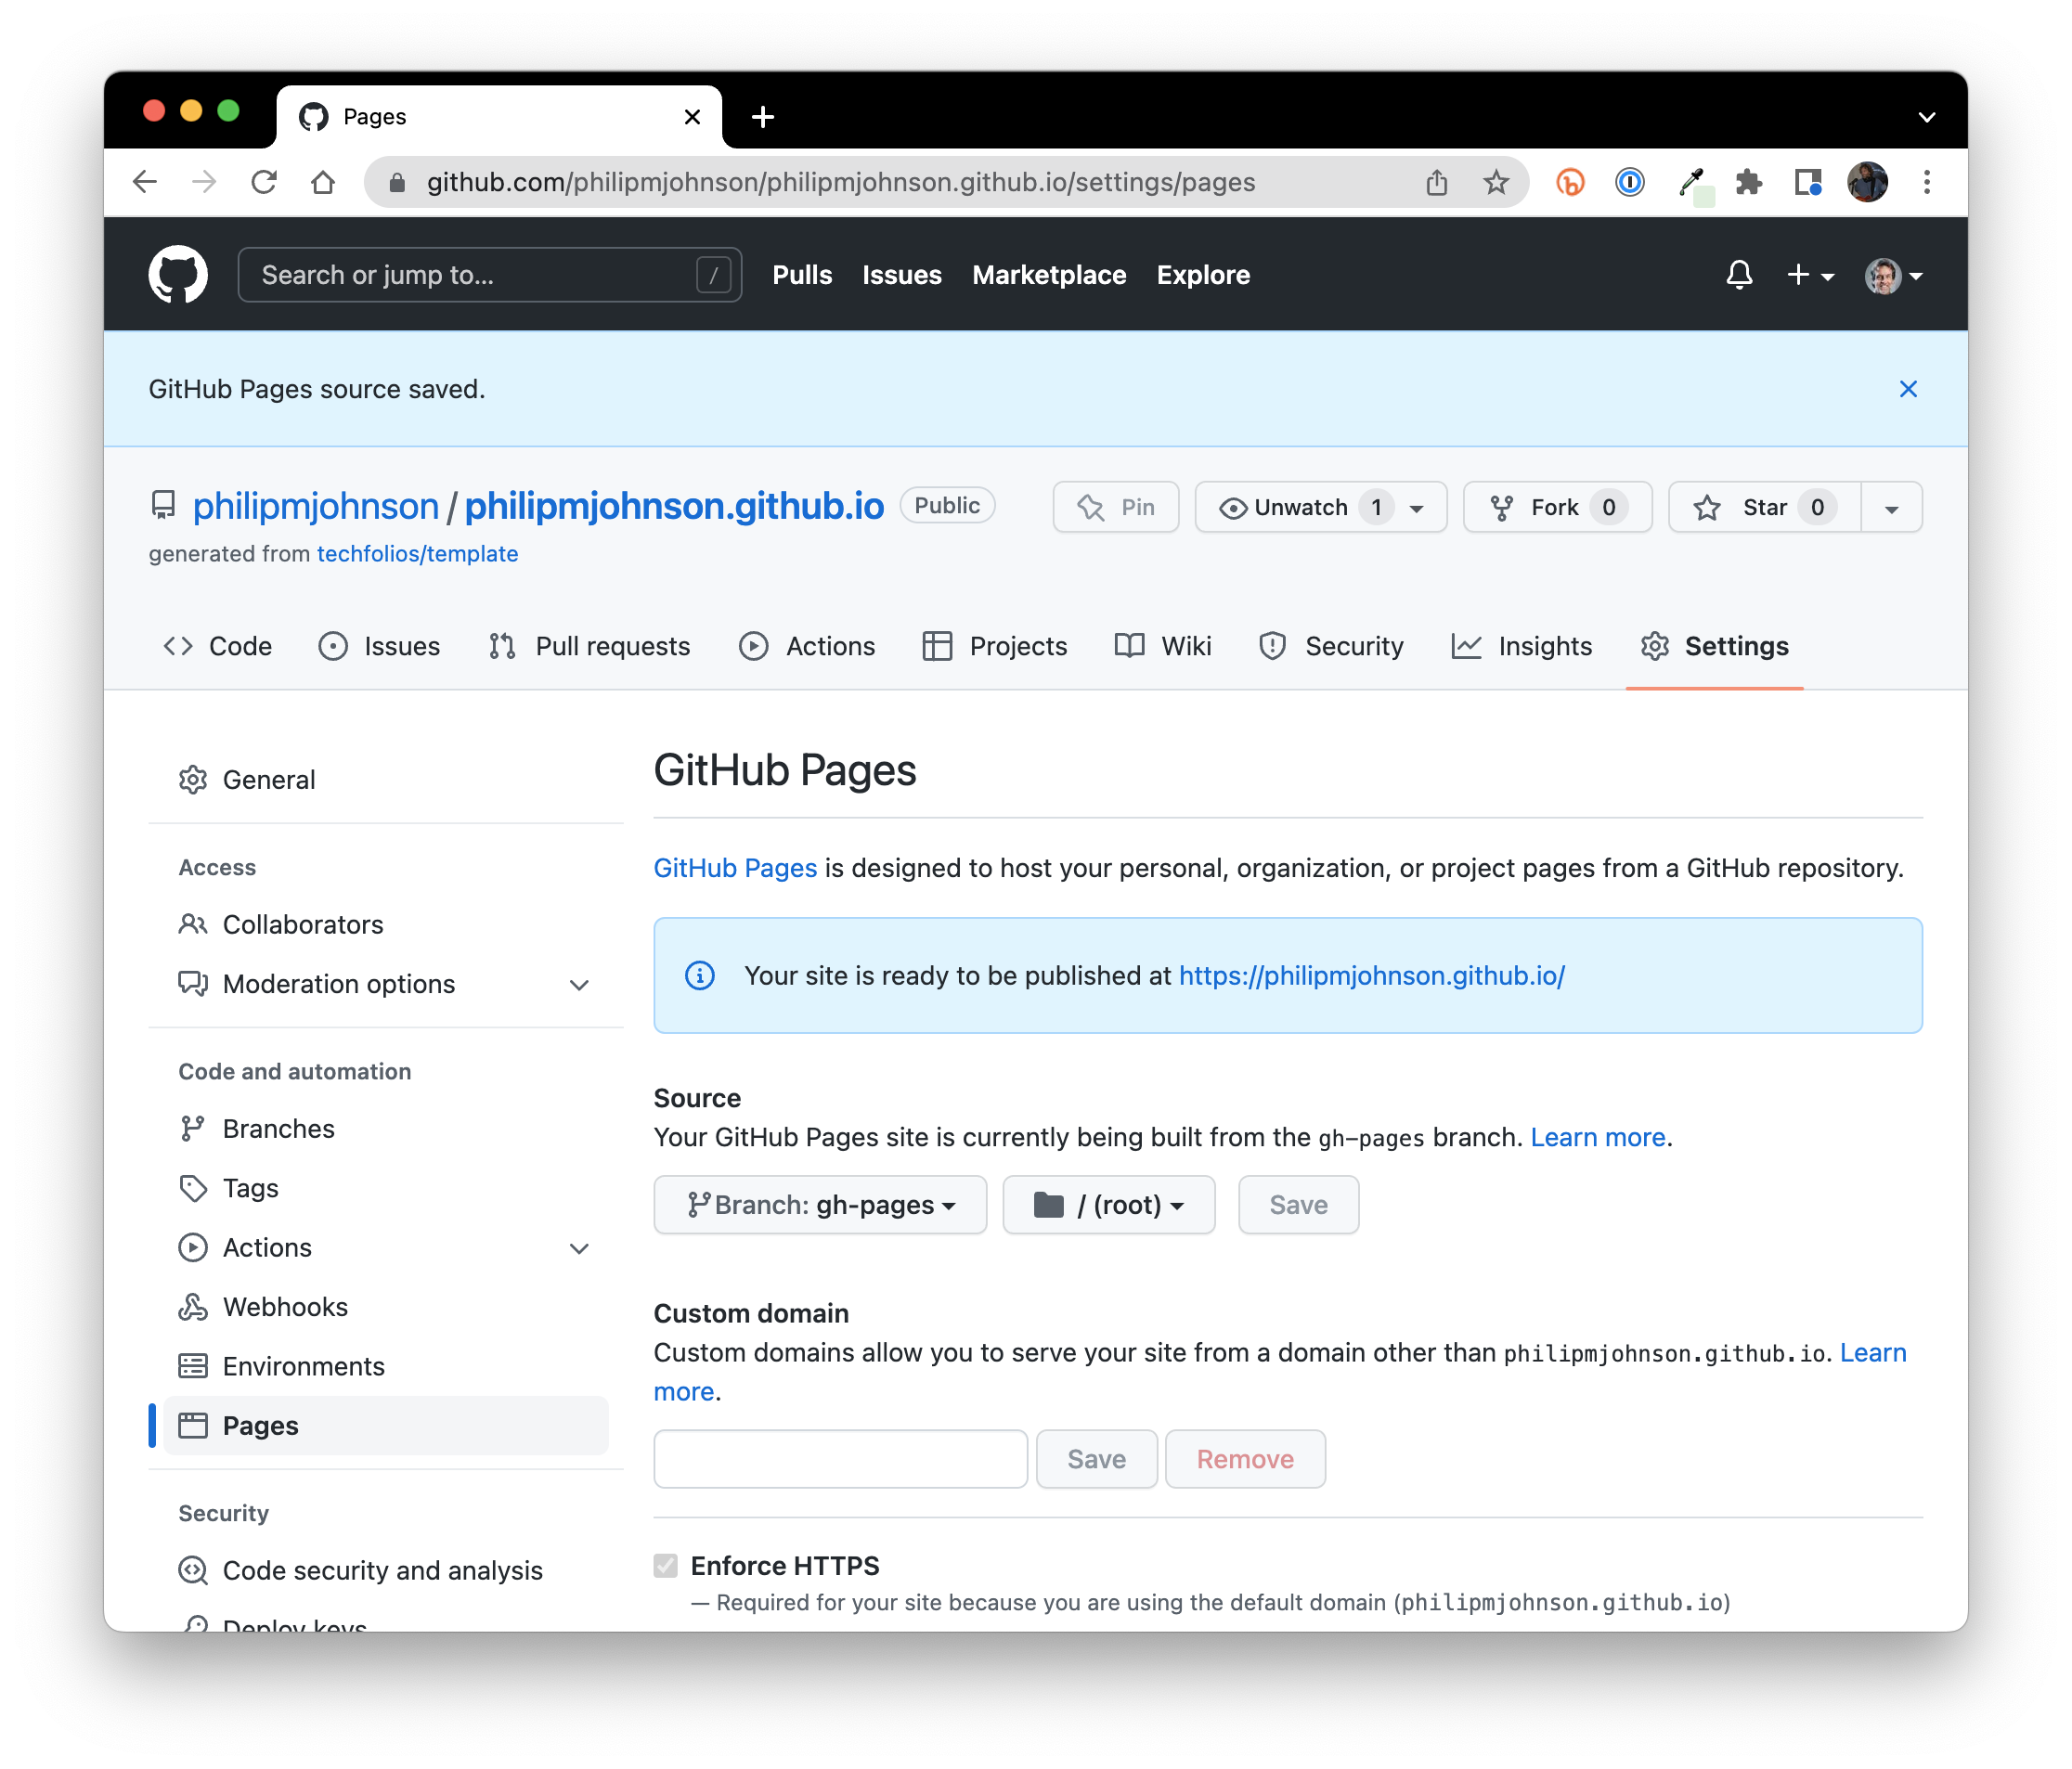 Pages
github.com/philipmjohnson/philipmjohnson.github.io/settings/pages
Search or jump to... /
Pulls Issues Marketplace Explore
GitHub Pages source saved.
philipmjohnson / philipmjohnson.github.io Public
Pin Unwatch 1 Fork 0 Star 0
generated from techfolios/template
Code Issues Pull requests Actions Projects Wiki Security Insights Settings
General
Access
Collaborators
Moderation options
Code and automation
Branches
Tags
Actions
Webhooks
Environments
Pages
Security
Code security and analysis
Deploy keys
GitHub Pages
GitHub Pages is designed to host your personal, organization, or project pages from a GitHub repository.
Your site is ready to be published at https://philipmjohnson.github.io/
Source
Your GitHub Pages site is currently being built from the gh-pages branch. Learn more.
Branch: gh-pages / (root) Save
Custom domain
Custom domains allow you to serve your site from a domain other than philipmjohnson.github.io. Learn
more.
Save Remove
Enforce HTTPS
— Required for your site because you are using the default domain (philipmjohnson.github.io)